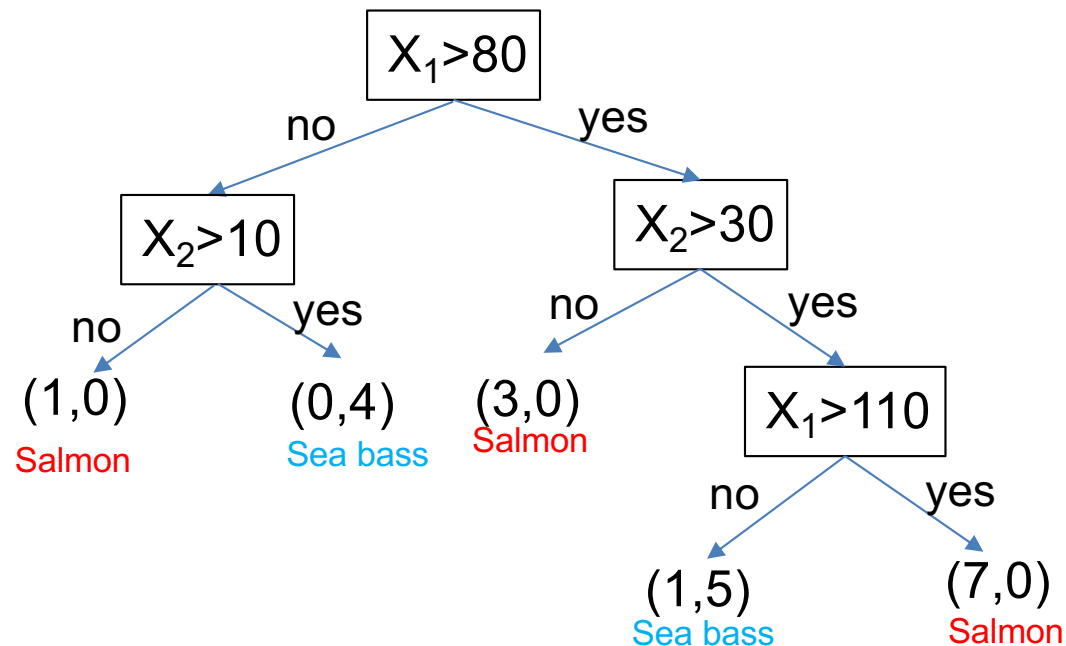 X₁>80
no
yes
X₂>10
X₂>30
no
yes
no
yes
(1,0)
Salmon
(0,4)
Sea bass
(3,0)
Salmon
X₁>110
no
yes
(1,5)
Sea bass
(7,0)
Salmon